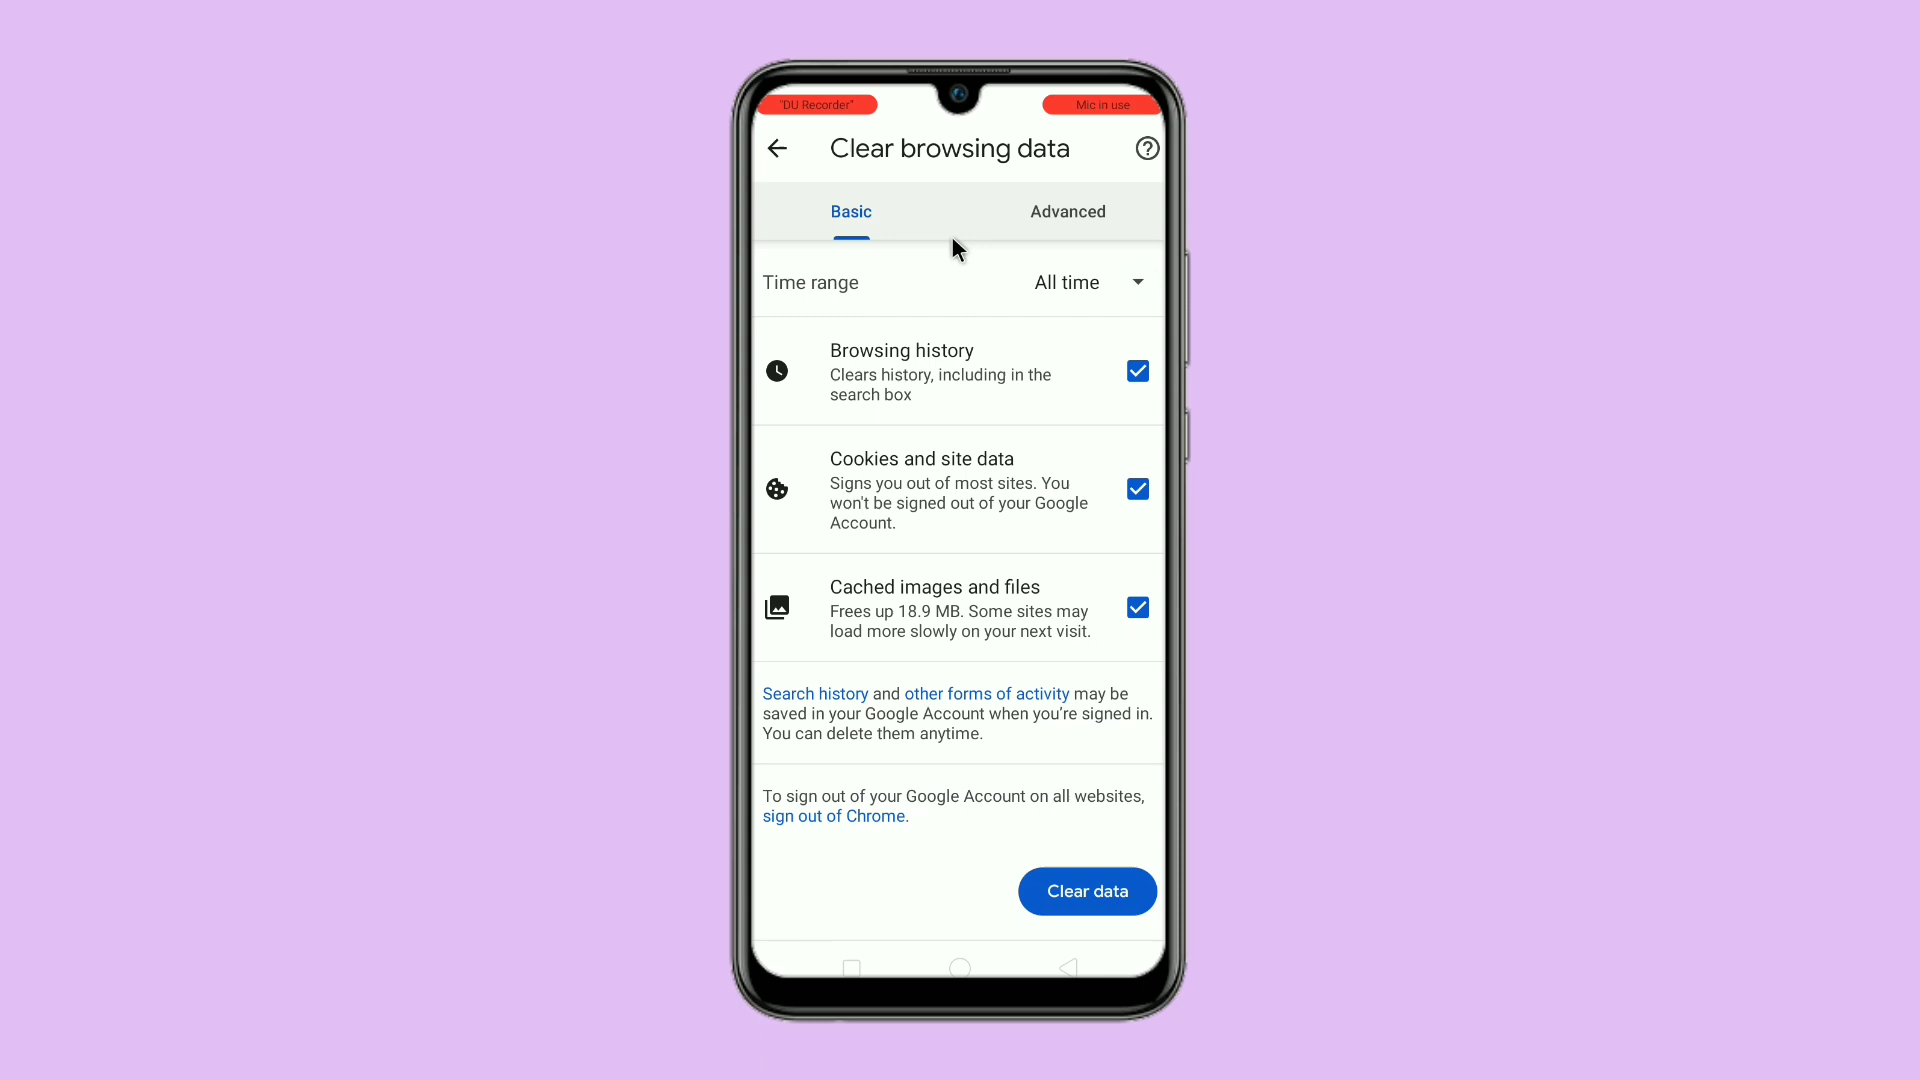 "DU Recorder"
Mic in use
Clear browsing data
Basic
Advanced
Time range
All time
Browsing history
Clears history, including in the
search box
Cookies and site data
Signs you out of most sites. You
won't be signed out of your Google
Account.
Cached images and files
Frees up 18.9 MB. Some sites may
load more slowly on your next visit.
Search history and other forms of activity may be
saved in your Google Account when you’re signed in.
You can delete them anytime.
To sign out of your Google Account on all websites,
sign out of Chrome.
Clear data